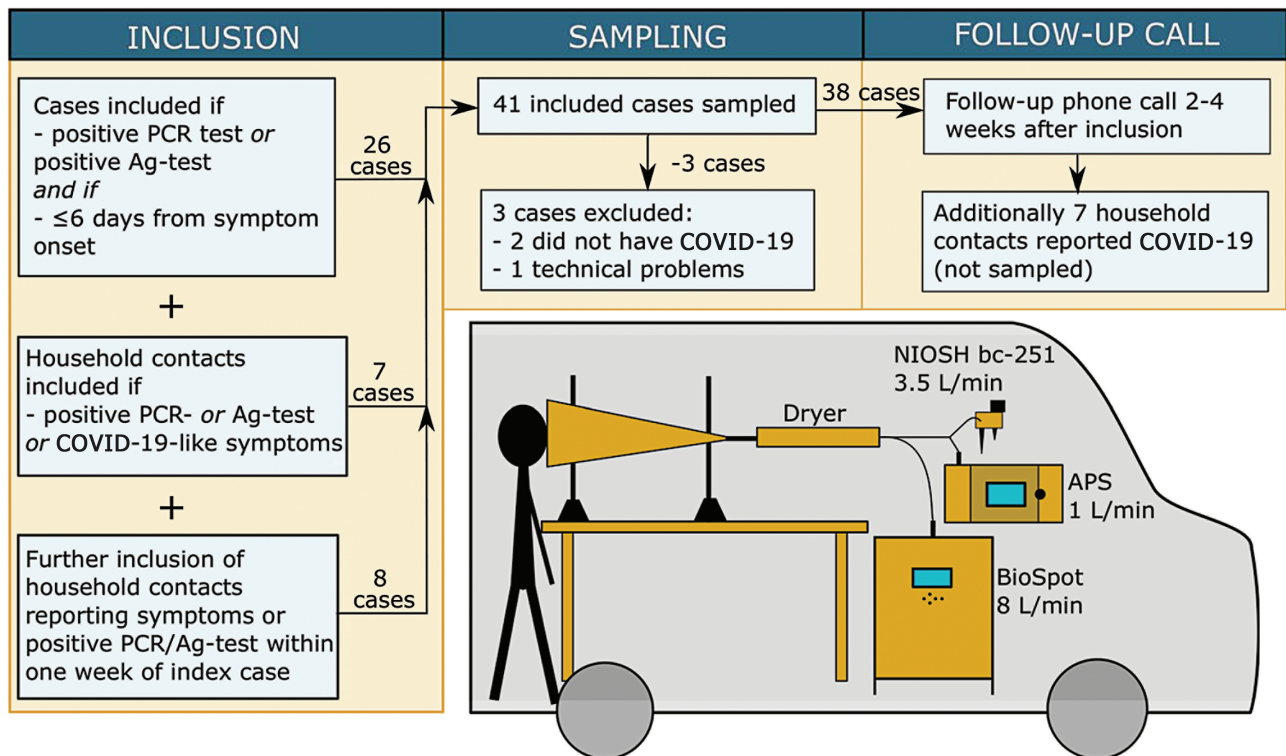 INCLUSION
Cases included if
- positive PCR test or
positive Ag-test
and if
- ≤6 days from symptom
onset
26
cases
+
Household contacts
included if
- positive PCR- or Ag-test
or COVID-19-like symptoms
7
cases
+
Further inclusion of
household contacts
reporting symptoms or
positive PCR/Ag-test within
one week of index case
8
cases
SAMPLING
41 included cases sampled
38 cases
-3 cases
3 cases excluded:
- 2 did not have COVID-19
- 1 technical problems
FOLLOW-UP CALL
Follow-up phone call 2-4
weeks after inclusion
Additionally 7 household
contacts reported COVID-19
(not sampled)
NIOSH bc-251
3.5 L/min
Dryer
APS
1 L/min
BioSpot
8 L/min